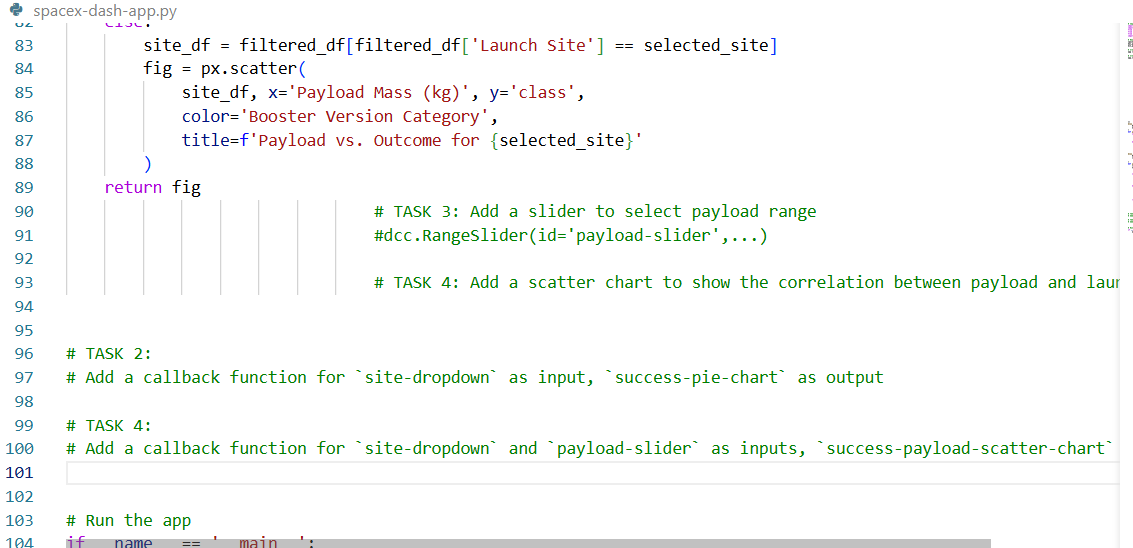 spacex-dash-app.py
82 else:
83 site_df = filtered_df[filtered_df['Launch Site'] == selected_site]
84 fig = px.scatter(
85 site_df, x='Payload Mass (kg)', y='class',
86 color='Booster Version Category',
87 title=f'Payload vs. Outcome for {selected_site}'
88 )
89 return fig
90 # TASK 3: Add a slider to select payload range
91 #dcc.RangeSlider(id='payload-slider',...)
92
93 # TASK 4: Add a scatter chart to show the correlation between payload and lau
94
95
96 # TASK 2:
97 # Add a callback function for `site-dropdown` as input, `success-pie-chart` as output
98
99 # TASK 4:
100 # Add a callback function for `site-dropdown` and `payload-slider` as inputs, `success-payload-scatter-chart`
101
102
103 # Run the app
104 if __name__ == '__main__':